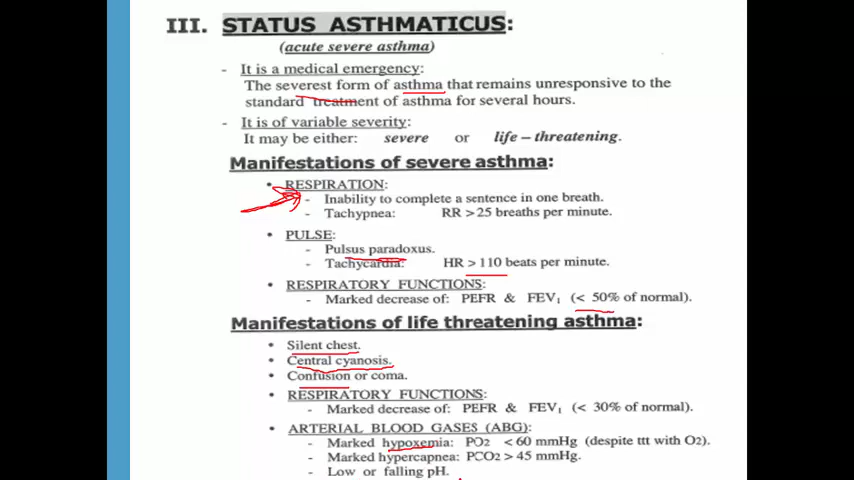 III. STATUS ASTHMATICUS:
(acute severe asthma)
- It is a medical emergency:
The severest form of asthma that remains unresponsive to the
standard treatment of asthma for several hours.
- It is of variable severity:
It may be either: severe or life – threatening.
Manifestations of severe asthma:
• RESPIRATION:
- Inability to complete a sentence in one breath.
- Tachypnea: RR > 25 breaths per minute.
• PULSE:
- Pulsus paradoxus.
- Tachycardia: HR > 110 beats per minute.
• RESPIRATORY FUNCTIONS:
- Marked decrease of: PEFR & FEV₁ (< 50% of normal).
Manifestations of life threatening asthma:
• Silent chest.
• Central cyanosis.
• Confusion or coma.
• RESPIRATORY FUNCTIONS:
- Marked decrease of: PEFR & FEV₁ (< 30% of normal).
• ARTERIAL BLOOD GASES (ABG):
- Marked hypoxemia: PO2 < 60 mmHg (despite ttt with O2).
- Marked hypercapnea: PCO2 > 45 mmHg.
- Low or falling pH.